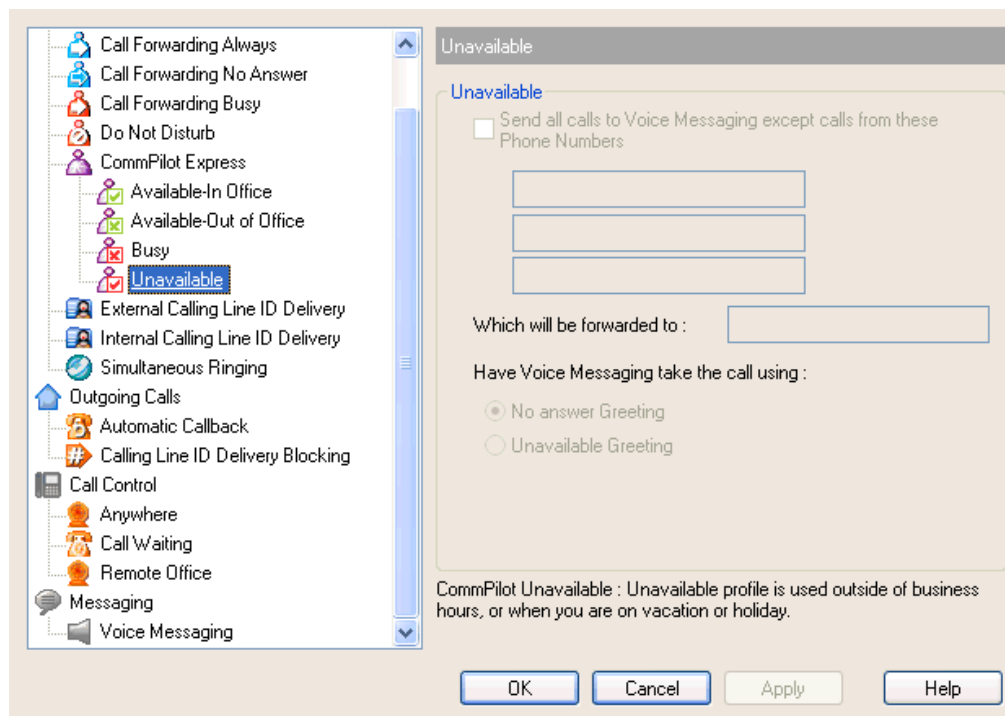 Call Forwarding Always
Call Forwarding No Answer
Call Forwarding Busy
Do Not Disturb
CommPilot Express
Available-In Office
Available-Out of Office
Busy
Unavailable
External Calling Line ID Delivery
Internal Calling Line ID Delivery
Simultaneous Ringing
Outgoing Calls
Automatic Callback
Calling Line ID Delivery Blocking
Call Control
Anywhere
Call Waiting
Remote Office
Messaging
Voice Messaging
Unavailable
Unavailable
Send all calls to Voice Messaging except calls from these
Phone Numbers
Which will be forwarded to :
Have Voice Messaging take the call using :
No answer Greeting
Unavailable Greeting
CommPilot Unavailable : Unavailable profile is used outside of business
hours, or when you are on vacation or holiday.
OK
Cancel
Apply
Help